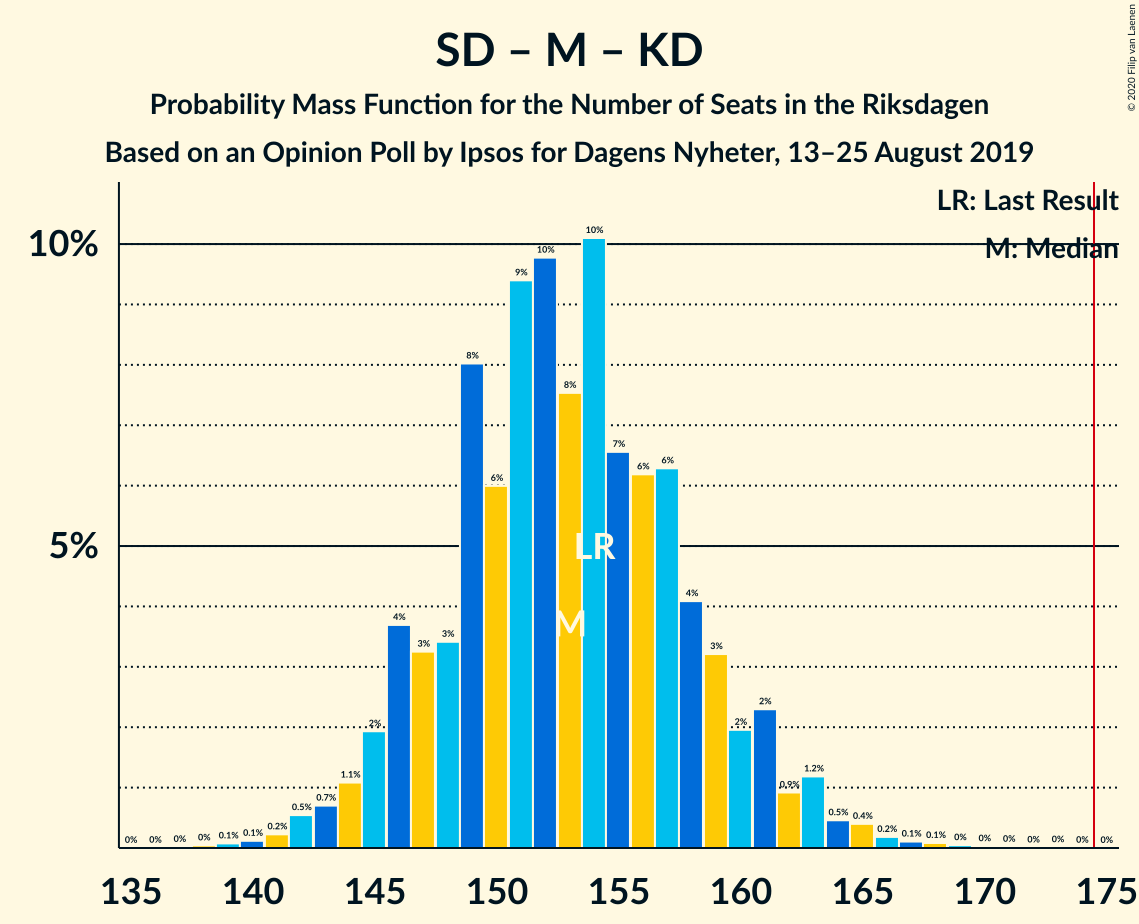 SD – M – KD
Probability Mass Function for the Number of Seats in the Riksdagen
Based on an Opinion Poll by Ipsos for Dagens Nyheter, 13–25 August 2019
© 2020 Filip van Laenen
LR: Last Result
M: Median
10%
5%
0% 0% 0% 0% 0.1% 0.1% 0.2% 0.5% 0.7% 1.1% 2% 4% 3% 3% 8% 6% 9% 10% 8% 10% 7% 6% 6% 4% 3% 2% 2% 0.9% 1.2% 0.5% 0.4% 0.2% 0.1% 0.1% 0% 0% 0% 0% 0% 0% 0%
LR
M
135 140 145 150 155 160 165 170 175